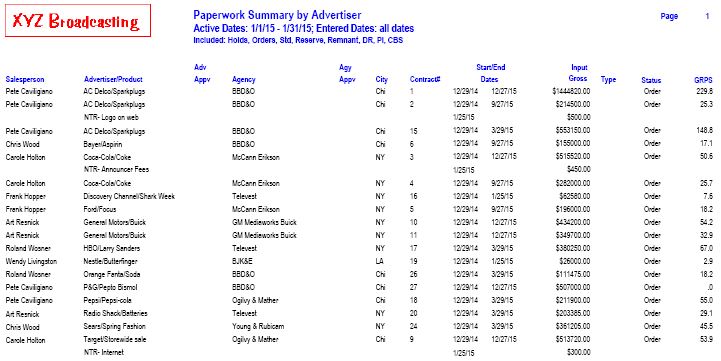 XYZ Broadcasting
Paperwork Summary by Advertiser
Page 1
Active Dates: 1/1/15 - 1/31/15; Entered Dates: all dates
Included: Holds, Orders, Std, Reserve, Remnant, DR, PI, CBS
Adv Agy Start/End Input
Salesperson Advertiser/Product Appv Agency Appv City Contract# Dates Gross Type Status GRPS
Pete Caviligiano AC Delco/Sparkplugs BBD&O Chi 1 12/29/14 12/27/15 $1444820.00 Order 229.8
Pete Caviligiano AC Delco/Sparkplugs BBD&O Chi 2 12/29/14 9/27/15 $214500.00 Order 25.3
NTR- Logo on web 1/25/15 $500.00
Pete Caviligiano AC Delco/Sparkplugs BBD&O Chi 15 12/29/14 3/29/15 $553150.00 Order 148.8
Chris Wood Bayer/Aspirin BBD&O Chi 6 12/29/14 9/27/15 $155000.00 Order 17.1
Carole Holton Coca-Cola/Coke McCann Erikson NY 3 12/29/14 12/27/15 $515520.00 Order 50.6
NTR- Announcer Fees 1/25/15 $450.00
Carole Holton Coca-Cola/Coke McCann Erikson NY 4 12/29/14 9/27/15 $282000.00 Order 25.7
Frank Hopper Discovery Channel/Shark Week Televest NY 16 12/29/14 1/25/15 $62580.00 Order 7.6
Frank Hopper Ford/Focus McCann Erikson NY 5 12/29/14 9/27/15 $196000.00 Order 18.2
Art Resnick General Motors/Buick GM Mediaworks Buick NY 10 12/29/14 12/27/15 $434200.00 Order 54.2
Art Resnick General Motors/Buick GM Mediaworks Buick NY 11 12/29/14 12/27/15 $349700.00 Order 32.9
Roland Wosner HBO/Larry Sanders Televest NY 17 12/29/14 3/29/15 $380250.00 Order 67.0
Wendy Livingston Nestle/Butterfinger BJK&E LA 19 12/29/14 1/25/15 $26000.00 Order 2.9
Roland Wosner Orange Fanta/Soda BBD&O Chi 26 12/29/14 3/29/15 $111475.00 Order 18.2
Pete Caviligiano P&G/Pepto Bismol BBD&O Chi 27 12/29/14 12/27/15 $507000.00 Order .0
Pete Caviligiano Pepsi/Pepsi-cola Ogilvy & Mather Chi 18 12/29/14 3/29/15 $211900.00 Order 55.0
Art Resnick Radio Shack/Batteries Televest NY 20 12/29/14 3/29/15 $203385.00 Order 29.1
Chris Wood Sears/Spring Fashion Young & Rubicam NY 24 12/29/14 3/29/15 $361205.00 Order 45.5
Carole Holton Target/Storewide sale Ogilvy & Mather Chi 9 12/29/14 12/27/15 $513720.00 Order 53.9
NTR- Internet 1/25/15 $300.00